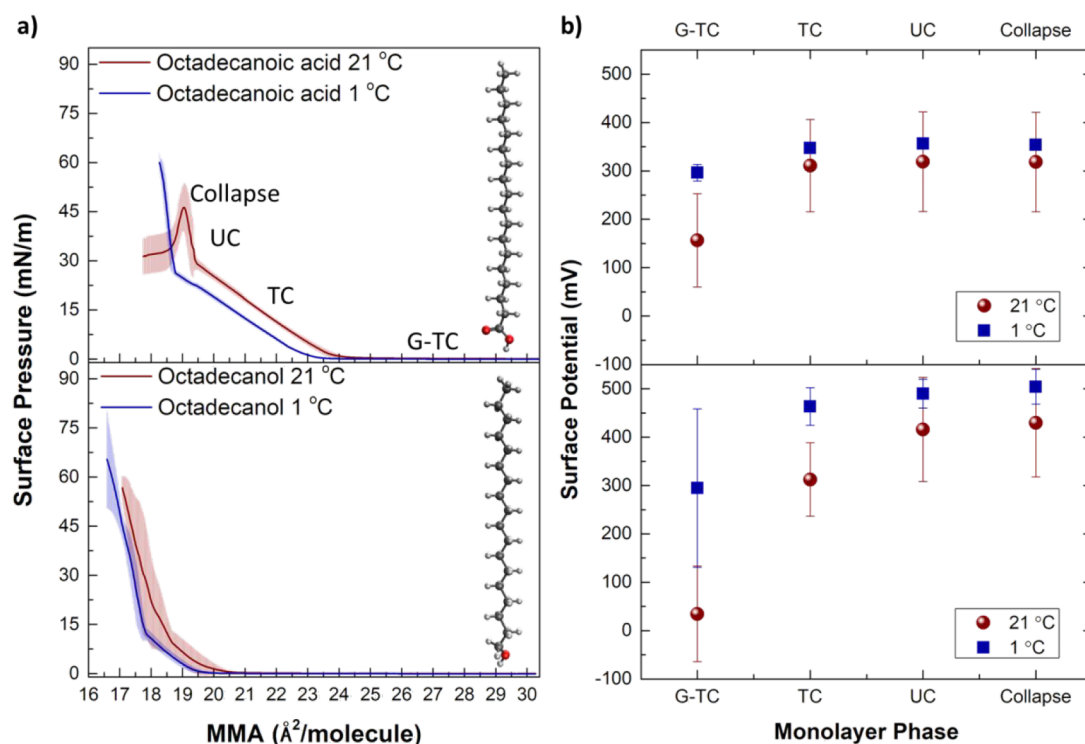 a)
Octadecanoic acid 21 °C
Octadecanoic acid 1 °C
90
75
60
45
30
15
0
Collapse
UC
TC
G-TC
Octadecanol 21 °C
Octadecanol 1 °C
90
75
60
45
30
15
0
Surface Pressure (mN/m)
16 17 18 19 20 21 22 23 24 25 26 27 28 29 30
MMA (Å²/molecule)
b)
G-TC TC UC Collapse
500
400
300
200
100
0
-100
21 °C
1 °C
500
400
300
200
100
0
-100
21 °C
1 °C
Surface Potential (mV)
G-TC TC UC Collapse
Monolayer Phase